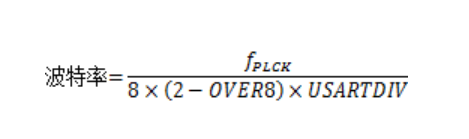 波特率= f_PLCK / 8 × (2 − OVER8) × USARTDIV